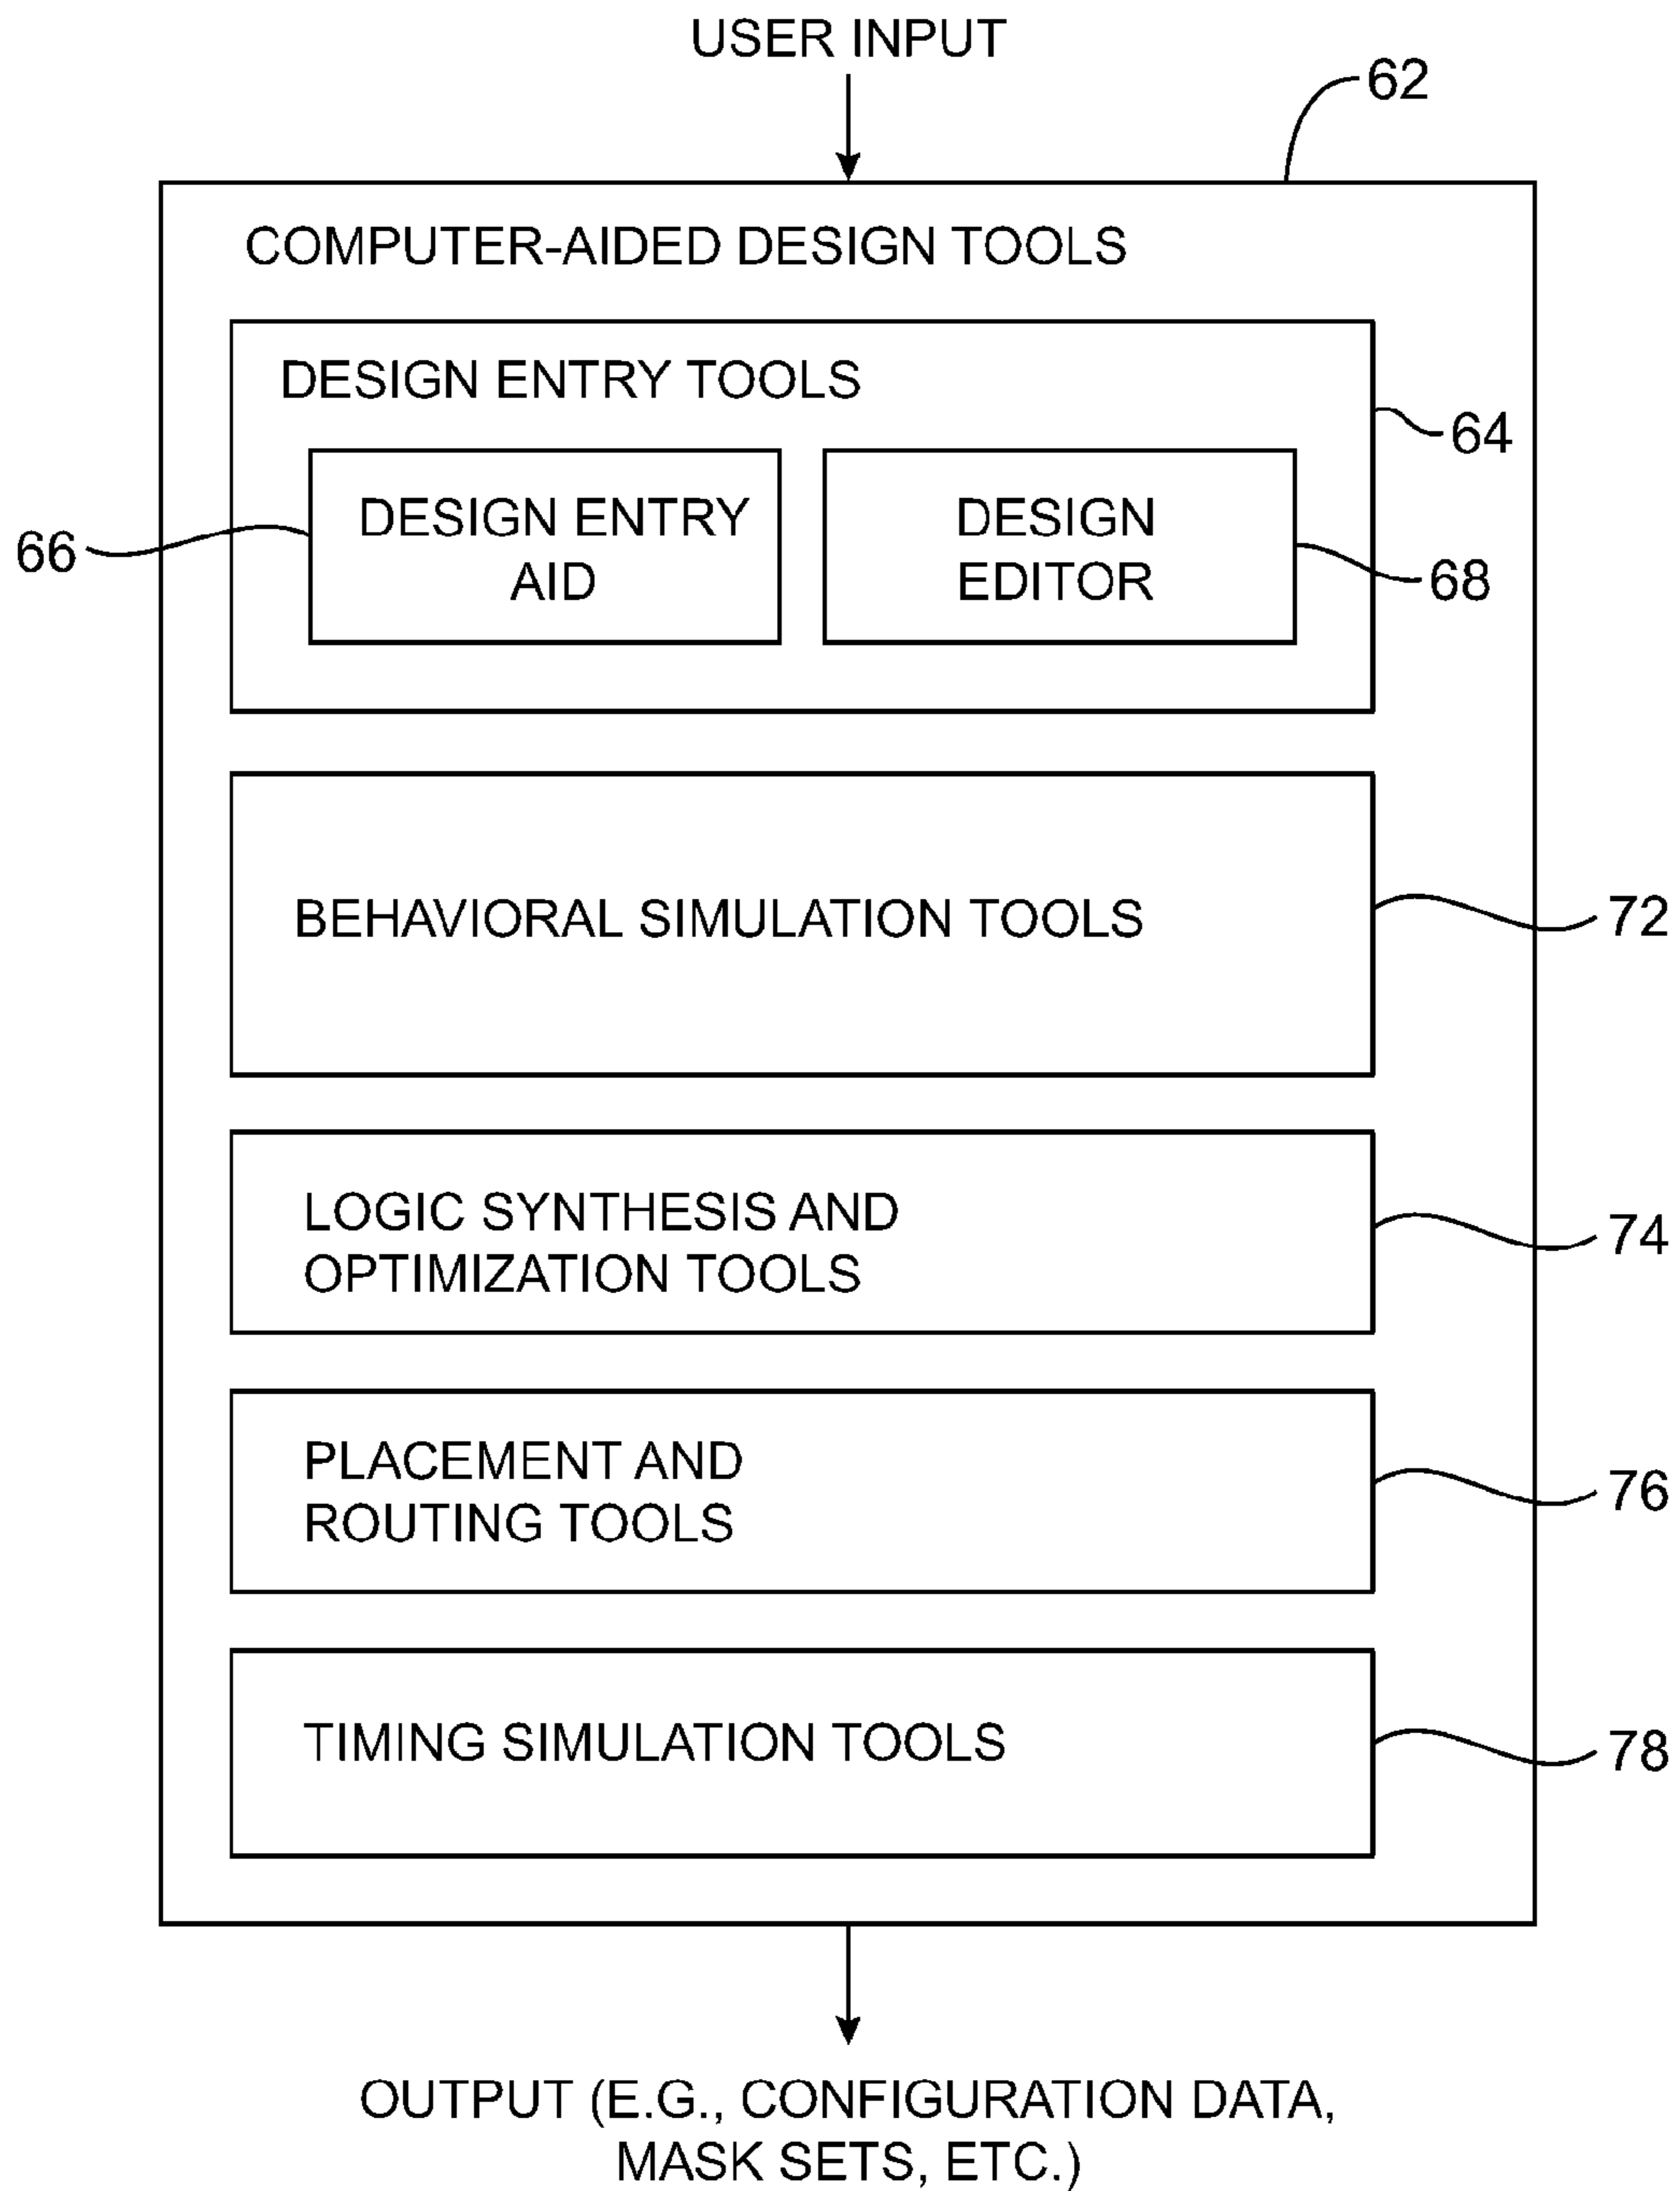 USER INPUT
62
COMPUTER-AIDED DESIGN TOOLS
DESIGN ENTRY TOOLS
64
66
DESIGN ENTRY
AID
DESIGN
EDITOR
68
BEHAVIORAL SIMULATION TOOLS
72
LOGIC SYNTHESIS AND
OPTIMIZATION TOOLS
74
PLACEMENT AND
ROUTING TOOLS
76
TIMING SIMULATION TOOLS
78
OUTPUT (E.G., CONFIGURATION DATA,
MASK SETS, ETC.)